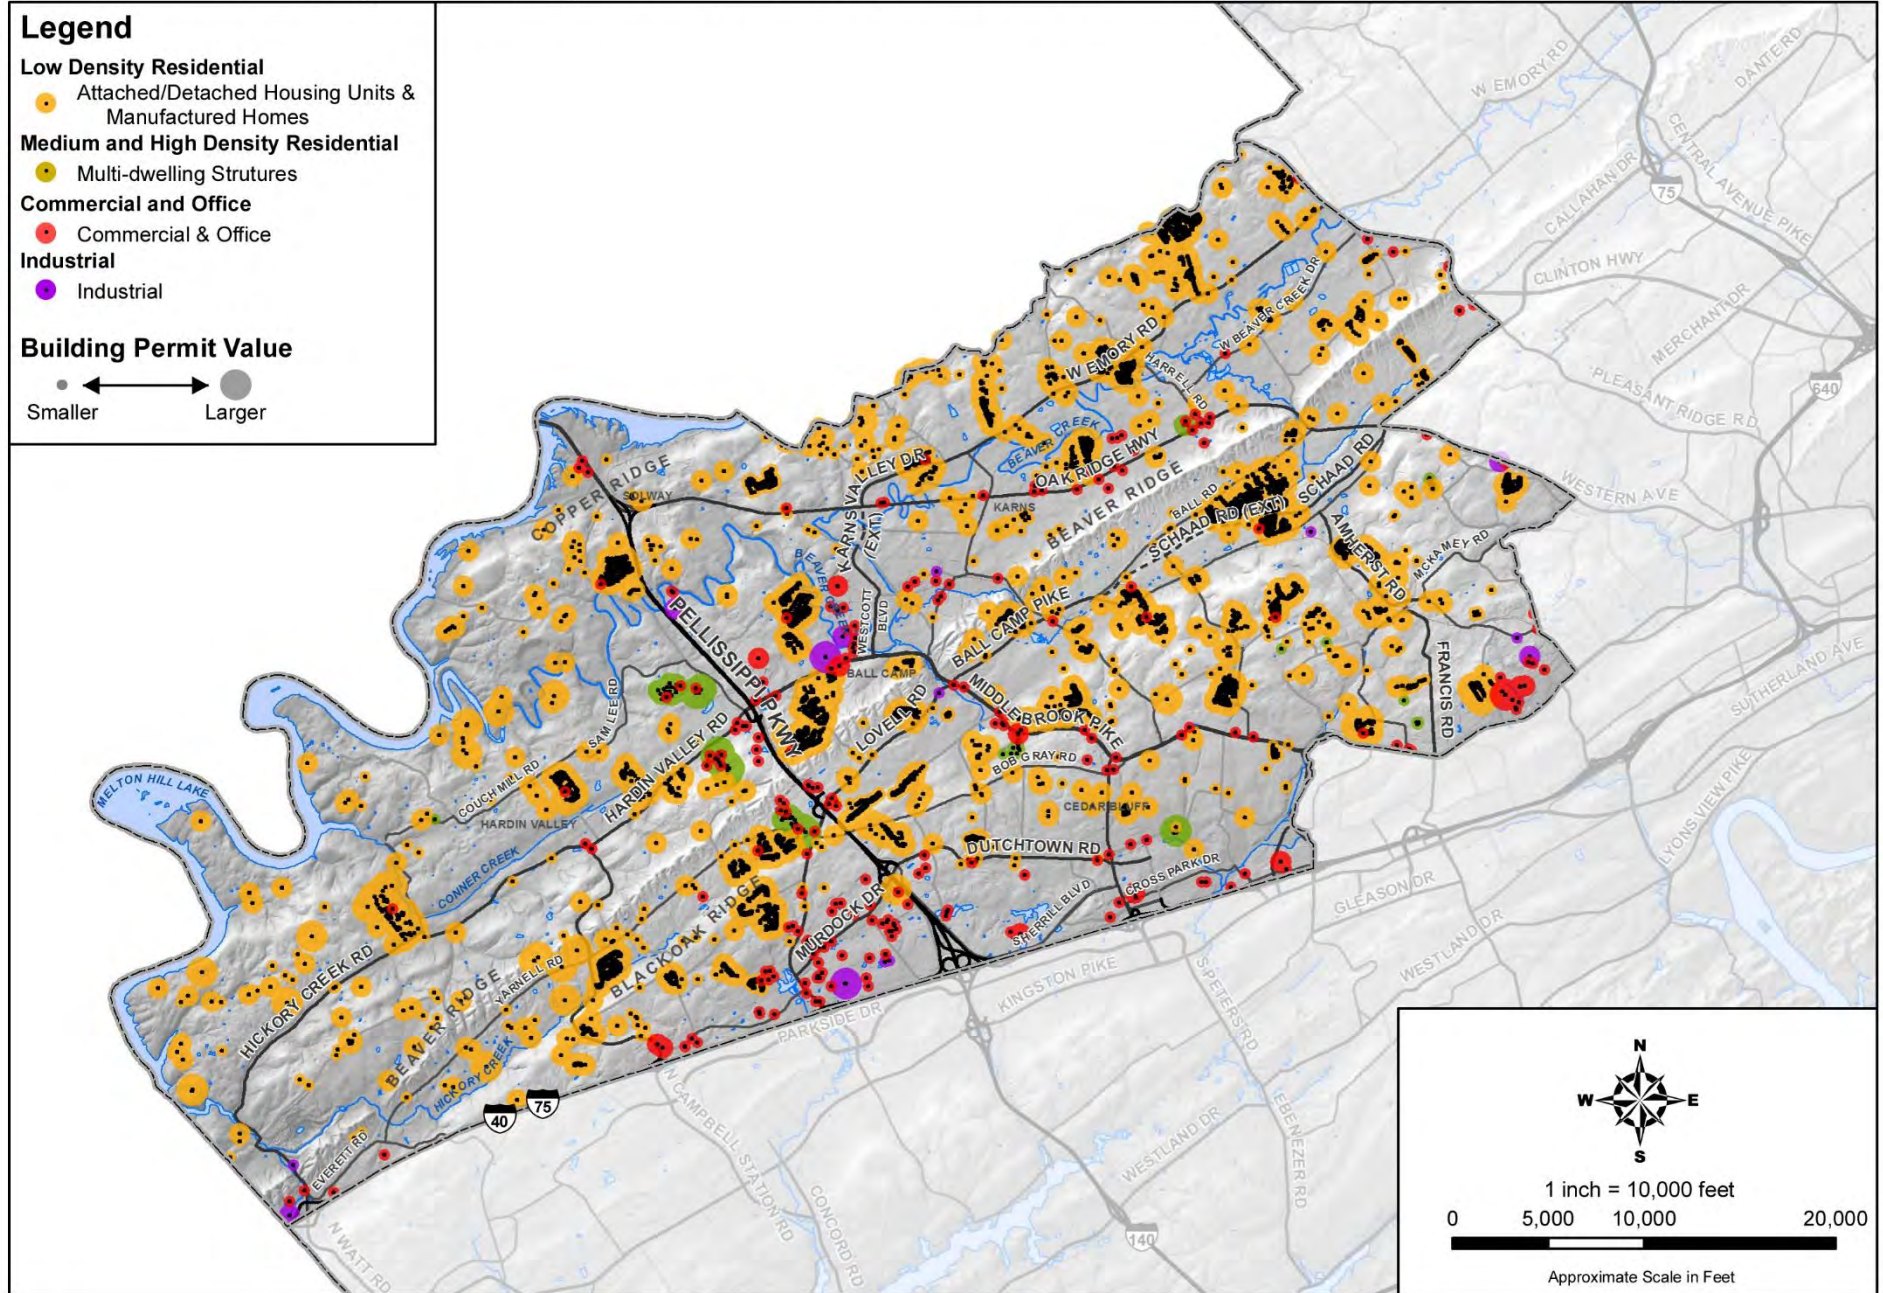 Legend
Low Density Residential
Attached/Detached Housing Units &
Manufactured Homes
Medium and High Density Residential
Multi-dwelling Strutures
Commercial and Office
Commercial & Office
Industrial
Industrial
Building Permit Value
Smaller
Larger
W EMORY RD
DANTE RD
CENTRAL AVENUE PIKE
CALLAHAN DR
75
CLINTON HWY
MERCHANT DR
PLEASANT RIDGE RD
640
WESTERN AVE
SUTHERLAND AVE
LYONS VIEW PIKE
W BEAVER CREEK DR
W EMORY RD
HARRELL RD
BEAVER CREEK
OAK RIDGE HWY
KARNS VALLEY DR
(EXT)
COPPER RIDGE
SOLWAY
KARNS
BEAVER RIDGE
BALL RD
SCHAAD RD (EXT)
SCHAAD RD
AMHERST RD
MCKAMEY RD
BEAVER CREEK
PELLISSIPPI PKWY
WESTCOTT
BLVD
BALL CAMP PIKE
BALL CAMP
FRANCIS RD
LOVELL RD
MIDDLEBROOK PIKE
BOB GRAY RD
SAM LEE RD
HARDIN VALLEY RD
COUCH MILL RD
MELTON HILL LAKE
HARDIN VALLEY
CEDAR BLUFF
CONNER CREEK
DUTCHTOWN RD
CROSS PARK DR
SHERRILL BLVD
GLEASON DR
MURDOCK DR
BLACKOAK RIDGE
HICKORY CREEK RD
YARNELL RD
BEAVER RIDGE
HICKORY CREEK
EVERETT RD
KINGSTON PIKE
PARKSIDE DR
S PETERS RD
WESTLAND DR
40
75
N CAMPBELL STATION RD
WESTLAND DR
EBENEZER RD
CONCORD RD
N WATT RD
140
N
W
E
S
1 inch = 10,000 feet
0
5,000
10,000
20,000
Approximate Scale in Feet